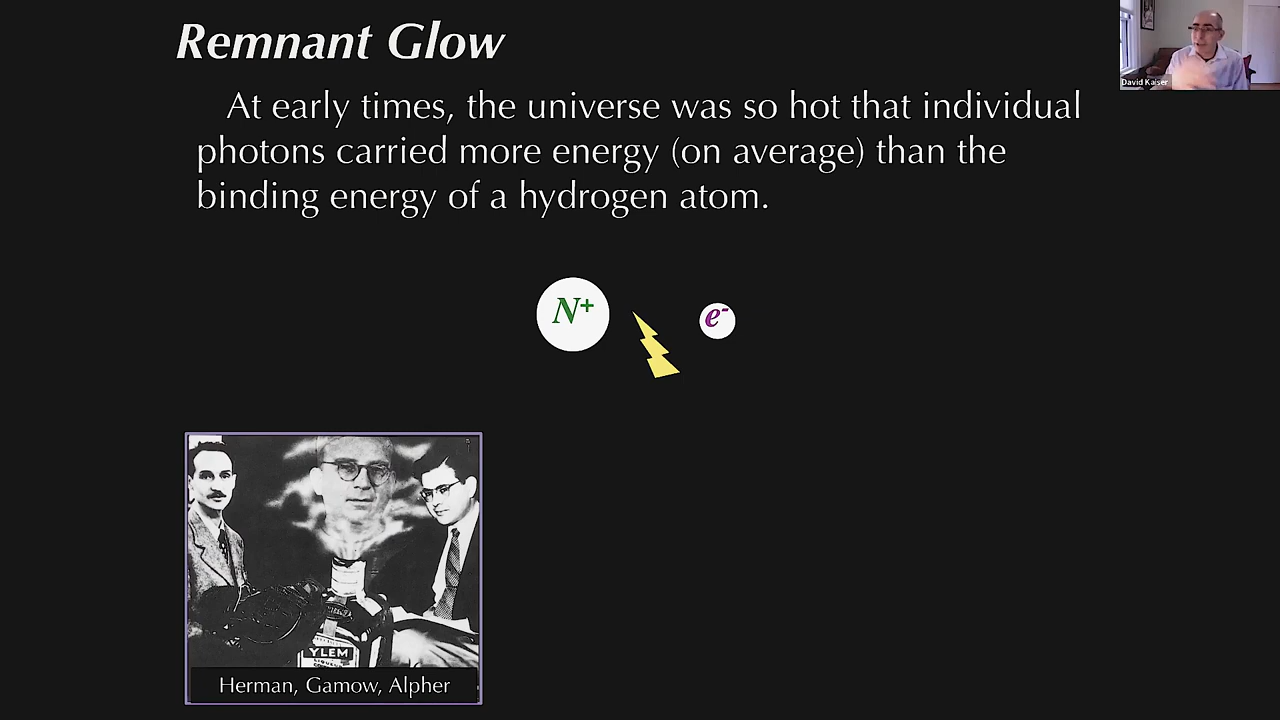 Remnant Glow
David Kaiser
At early times, the universe was so hot that individual
photons carried more energy (on average) than the
binding energy of a hydrogen atom.
N+ e-
YLEM
Herman, Gamow, Alpher